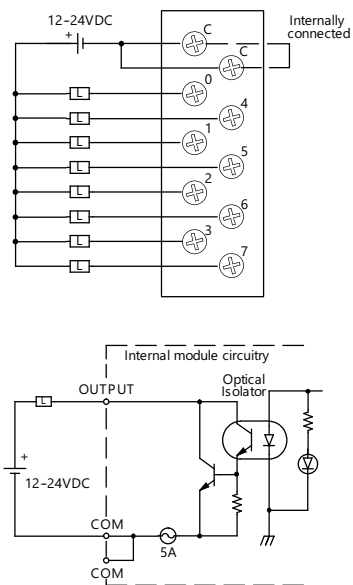 12-24VDC
+
Internally
connected
C
C
0
L
4
L
1
L
5
L
2
L
6
L
3
L
7
L
Internal module circuitry
OUTPUT
Optical
Isolator
L
+
12-24VDC
COM
5A
COM